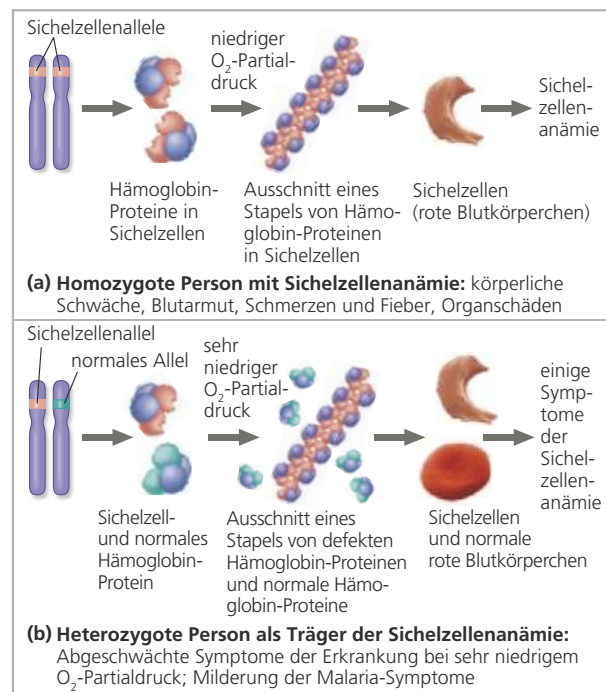 Sichelzellenallele
niedriger
O₂-Partial-
druck
Hämoglobin-
Proteine in
Sichelzellen
Ausschnitt eines
Stapels von Hämo-
globin-Proteinen
in Sichelzellen
Sichelzellen
(rote Blutkörperchen)
Sichel-
zellen-
anämie
(a) Homozygote Person mit Sichelzellenanämie: körperliche
Schwäche, Blutarmut, Schmerzen und Fieber, Organschäden
Sichelzellenallel
normales Allel
sehr
niedriger
O₂-Partial-
druck
Sichelzell-
und normales
Hämoglobin-
Protein
Ausschnitt eines
Stapels von defekten
Hämoglobin-Proteinen
und normale Hämo-
globin-Proteine
Sichelzellen
und normale
rote Blutkörperchen
einige
Symp-
tome
der
Sichel-
zellen-
anämie
(b) Heterozygote Person als Träger der Sichelzellenanämie:
Abgeschwächte Symptome der Erkrankung bei sehr niedrigem
O₂-Partialdruck; Milderung der Malaria-Symptome